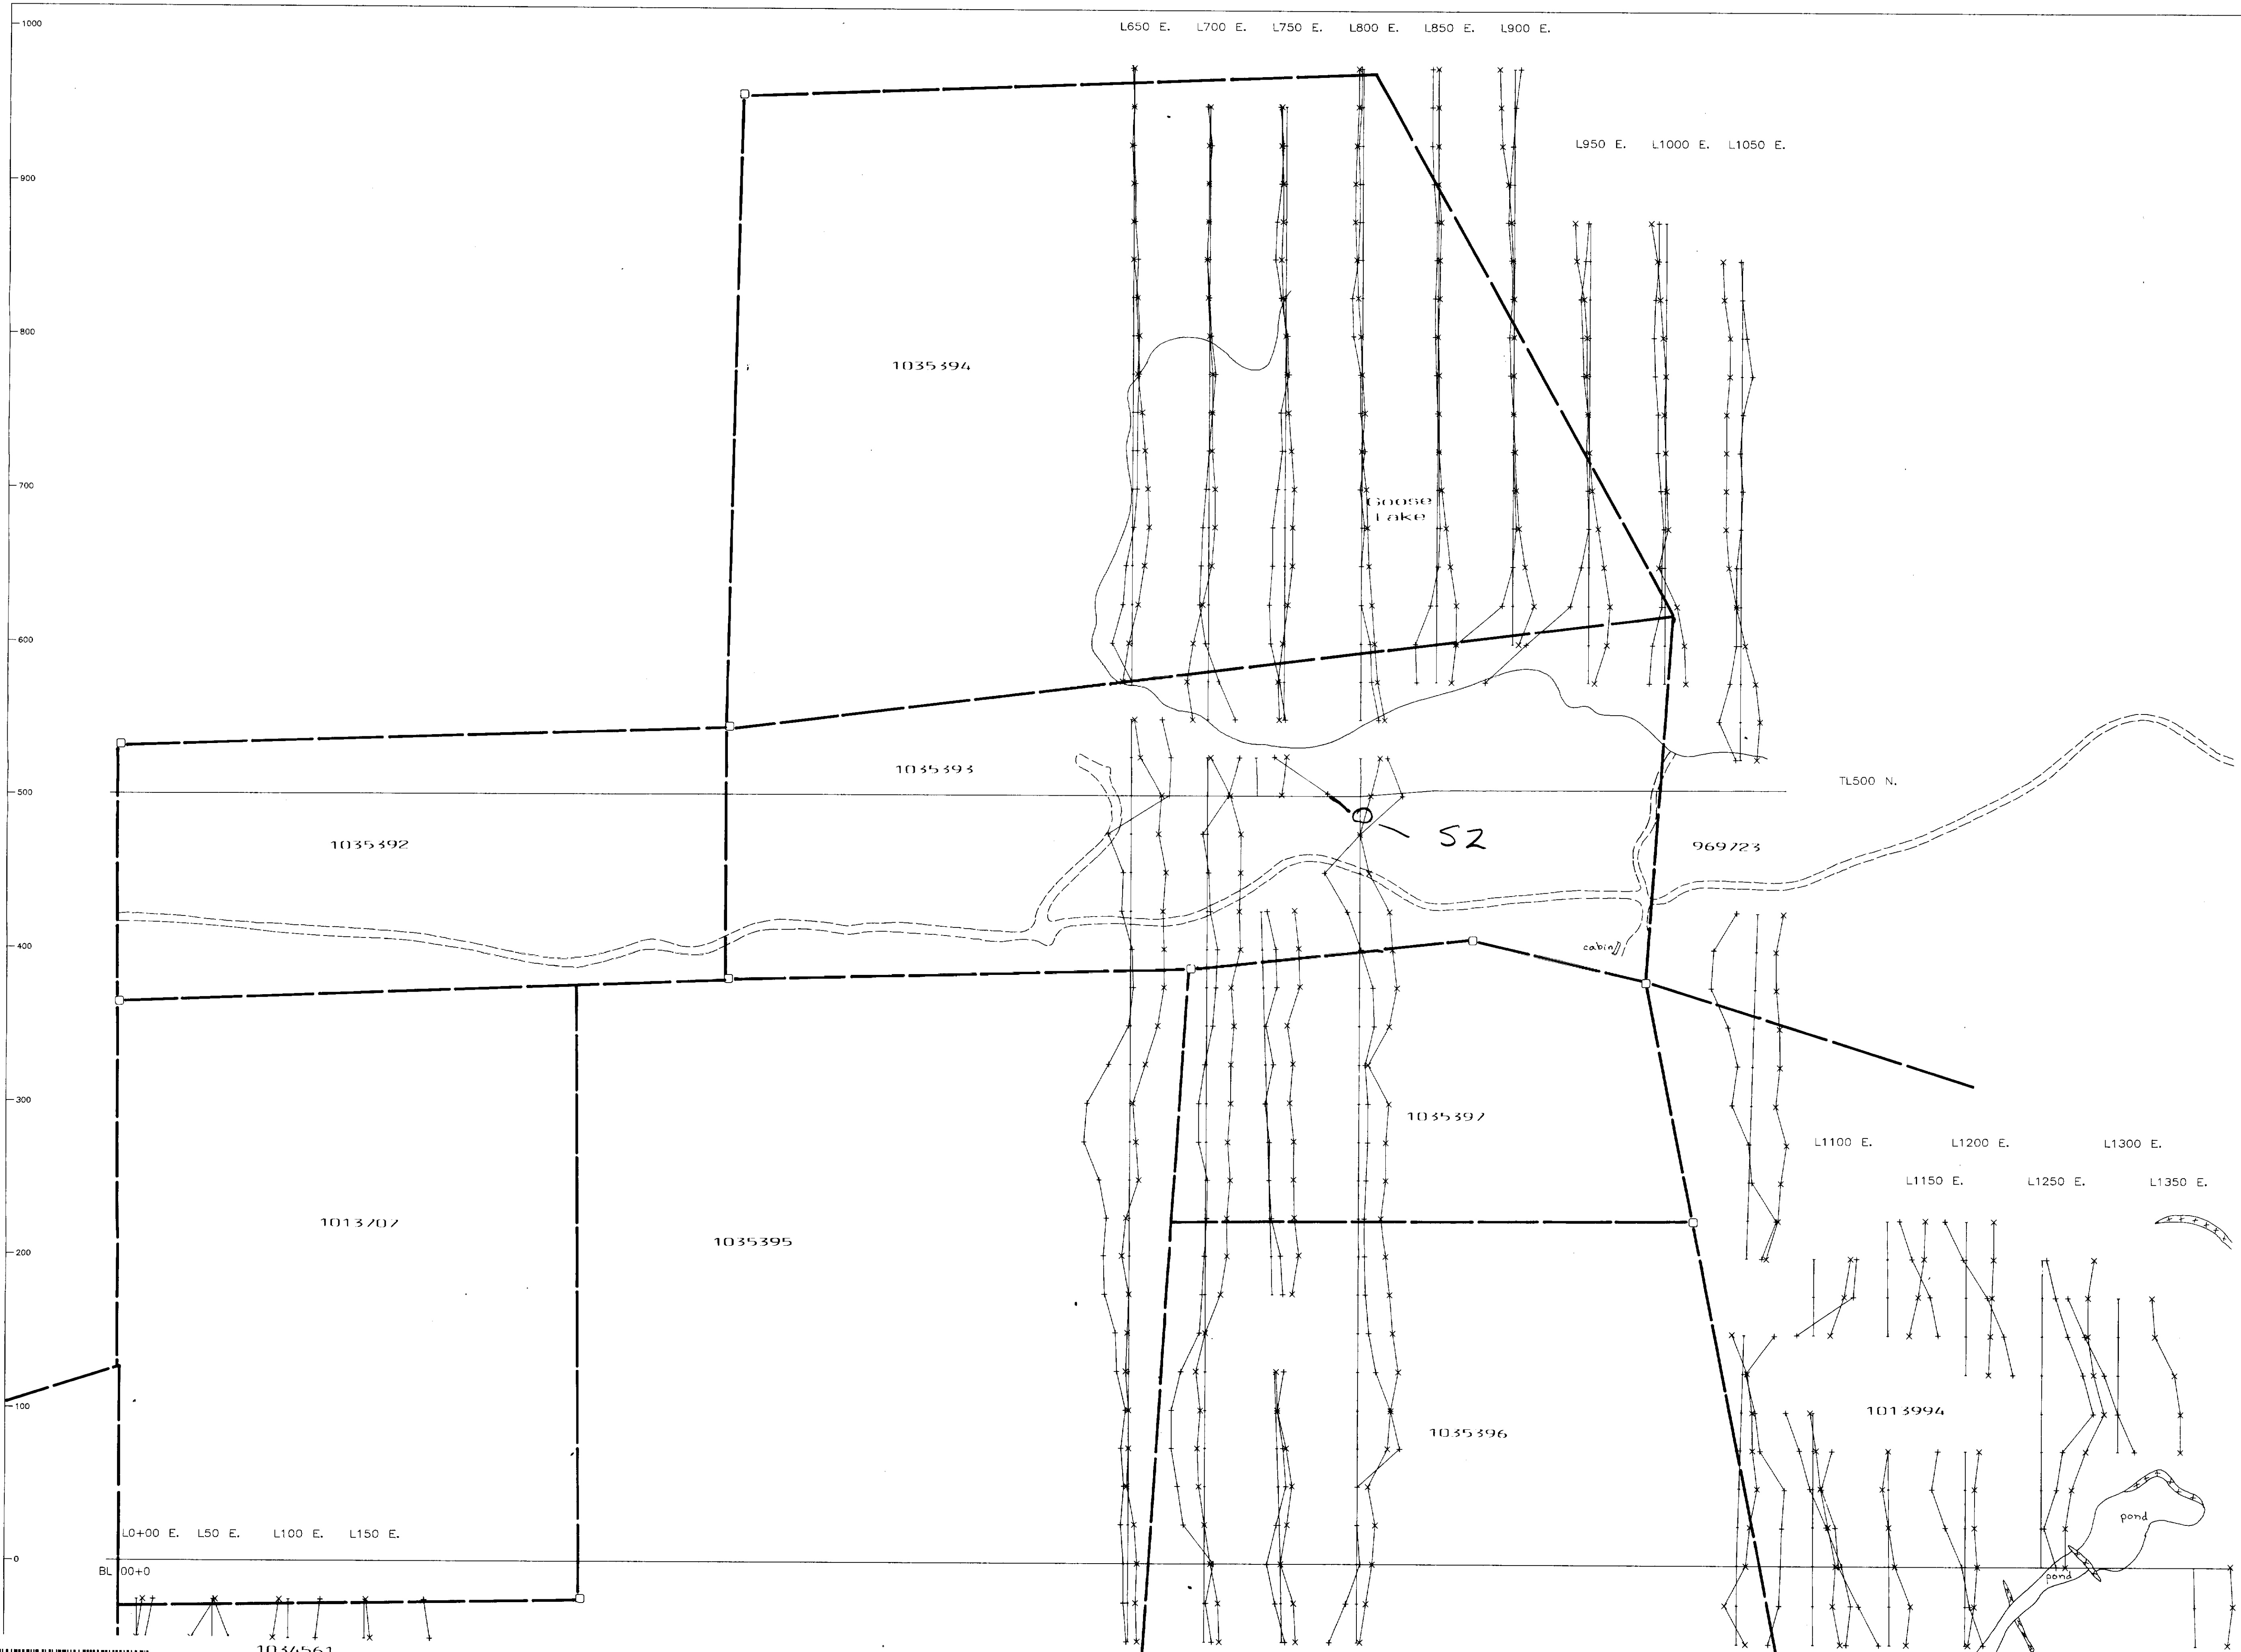 1000
L650 E. L700 E. L750 E. L800 E. L850 E. L900 E.
L950 E. L1000 E. L1050 E.
900
800
1035394
700
Goose
Lake
600
1035393
TL500 N.
500
S2
1035392
969723
400
cabin
300
1035397
L1100 E. L1200 E. L1300 E.
L1150 E. L1250 E. L1350 E.
1013707
1035395
200
100
1013994
1035396
pond
L0+00 E. L50 E. L100 E. L150 E.
0
BL 00+0
pond
1034561